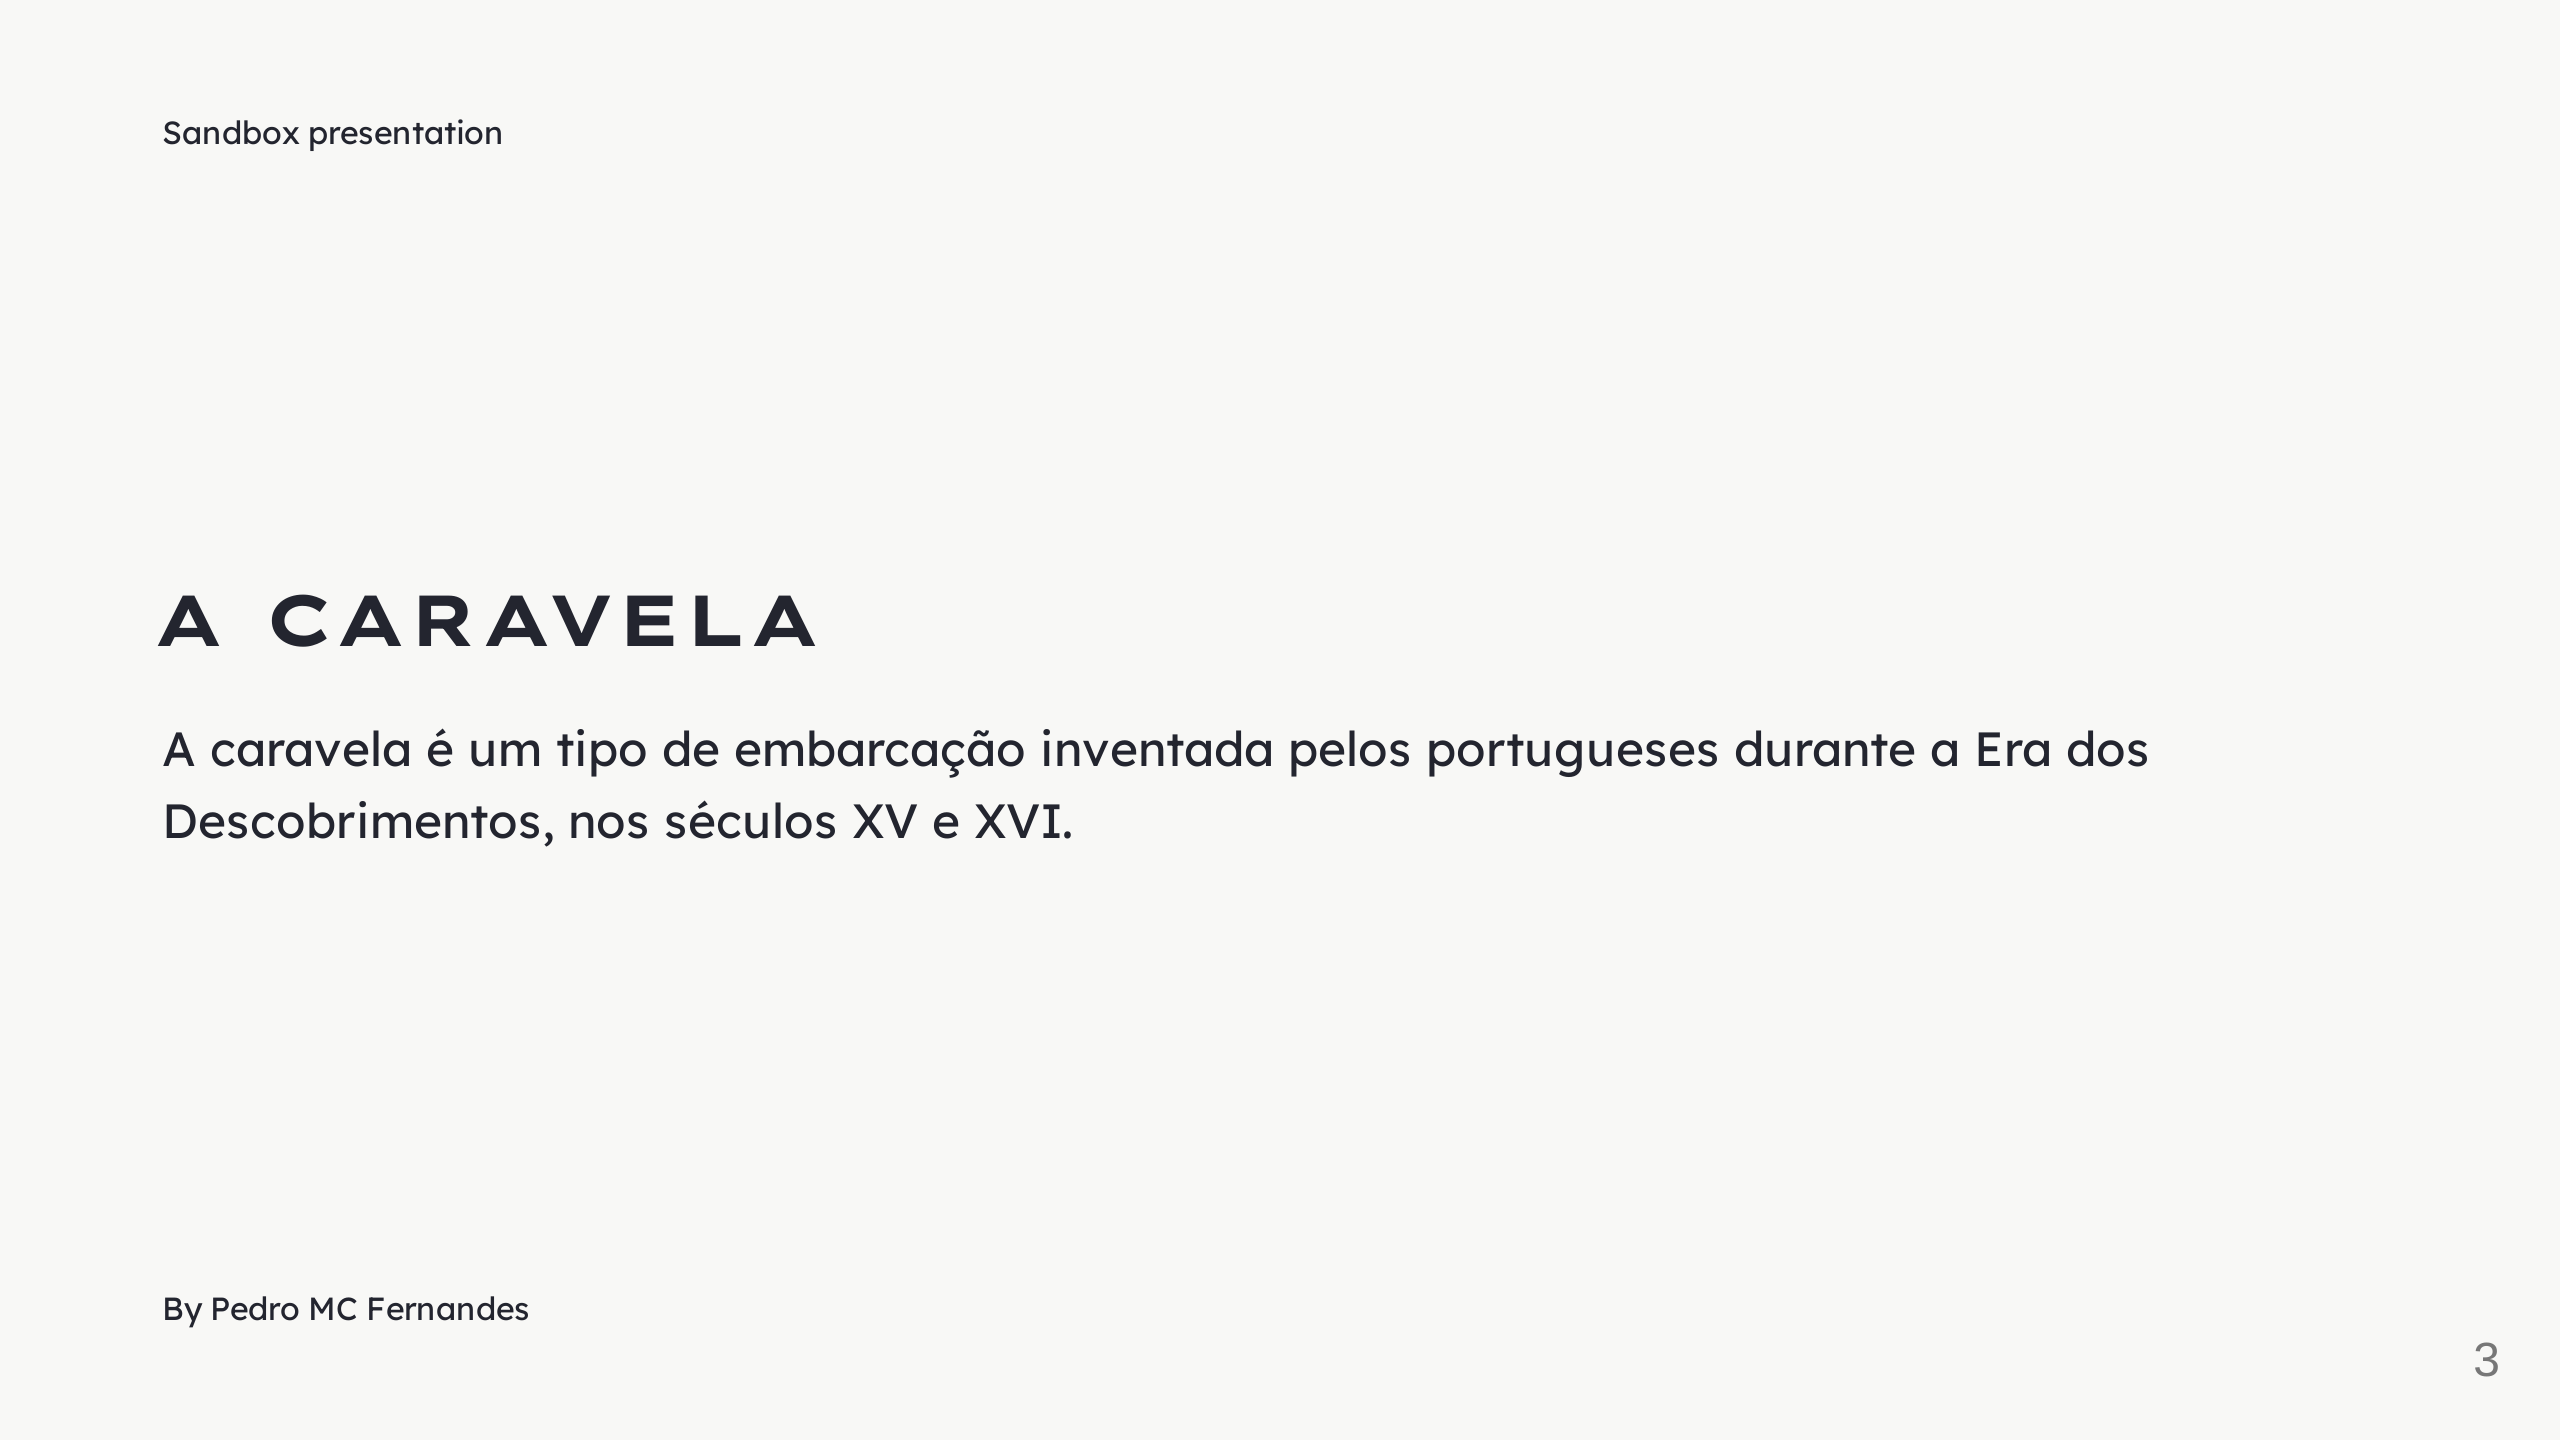 Sandbox presentation
A CARAVELA
A caravela é um tipo de embarcação inventada pelos portugueses durante a Era dos
Descobrimentos, nos séculos XV e XVI.
By Pedro MC Fernandes
3